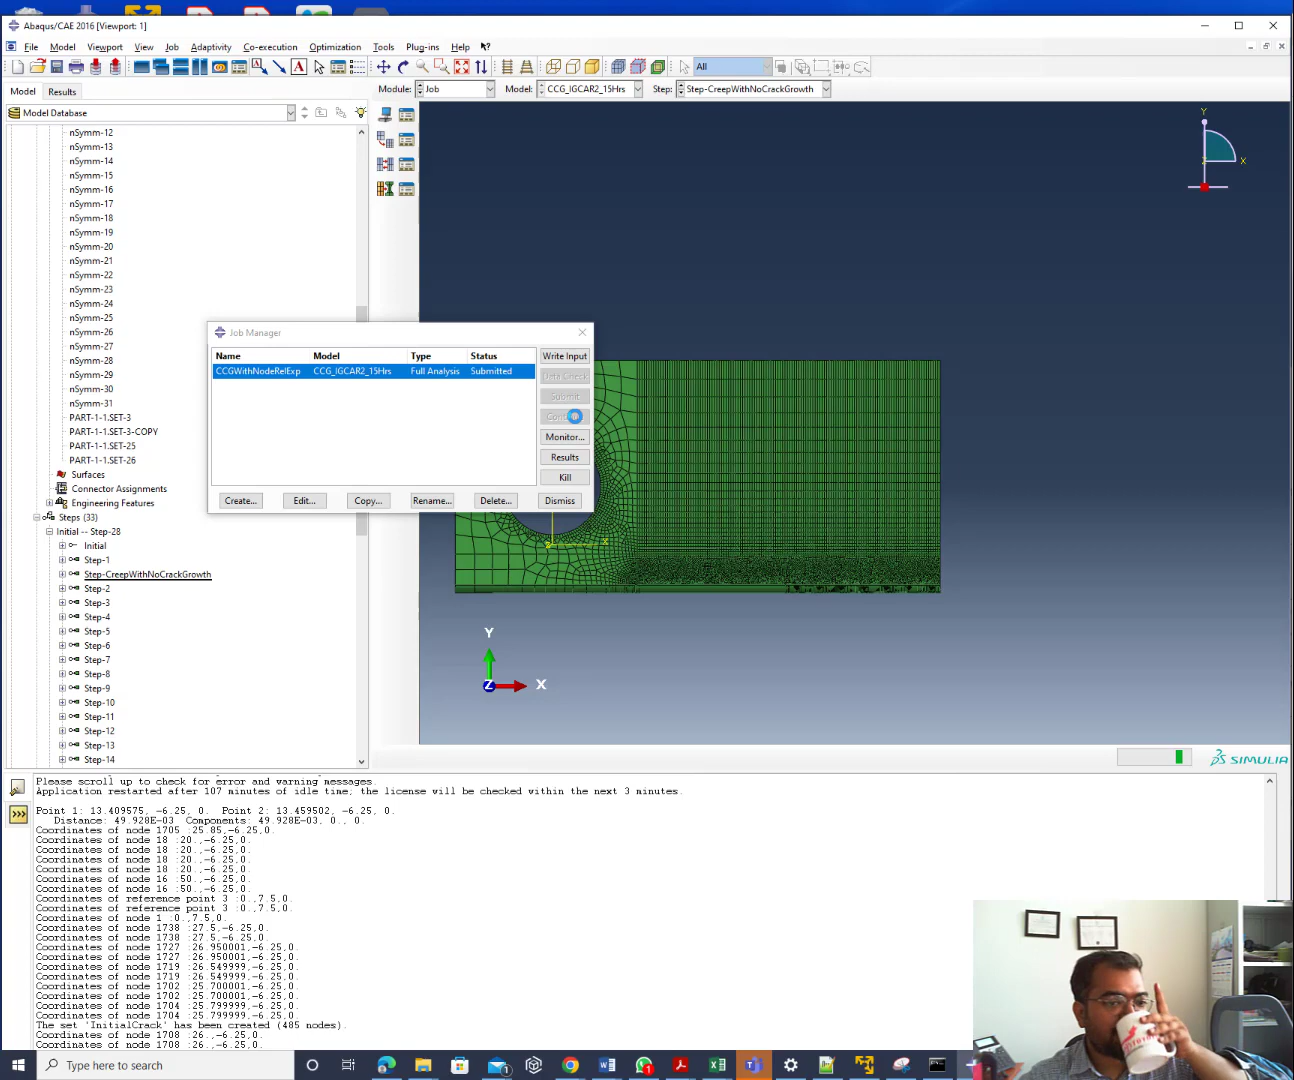 Abaqus/CAE 2016 [Viewport: 1]
File Model Viewport View Job Adaptivity Co-execution Optimization Tools Plug-ins Help
All
Model Results
Module: Job Model: CCG_IGCAR2_15Hrs Step: Step-CreepWithNoCrackGrowth
Model Database
nSymm-12
nSymm-13
nSymm-14
nSymm-15
nSymm-16
nSymm-17
nSymm-18
nSymm-19
nSymm-20
nSymm-21
nSymm-22
nSymm-23
nSymm-24
nSymm-25
nSymm-26
nSymm-27
nSymm-28
nSymm-29
nSymm-30
nSymm-31
PART-1-1.SET-3
PART-1-1.SET-3-COPY
PART-1-1.SET-25
PART-1-1.SET-26
Surfaces
Connector Assignments
Engineering Features
Steps (33)
Initial -- Step-28
Initial
Step-1
Step-CreepWithNoCrackGrowth
Step-2
Step-3
Step-4
Step-5
Step-6
Step-7
Step-8
Step-9
Step-10
Step-11
Step-12
Step-13
Step-14
Job Manager
Name Model Type Status
CCGWithNodeRelExp CCG_IGCAR2_15Hrs Full Analysis Submitted
Write Input
Data Check
Submit
Monitor...
Results
Kill
Create... Edit... Copy... Rename... Delete... Dismiss
Y
X
X
Y
Z
X
SIMULIA
Please scroll up to check for error and warning messages.
Application restarted after 107 minutes of idle time; the license will be checked within the next 3 minutes.
Point 1: 13.409575, -6.25, 0. Point 2: 13.459502, -6.25, 0.
Distance: 49.928E-03 Components: 49.928E-03, 0., 0.
Coordinates of node 1705 :25.85,-6.25,0.
Coordinates of node 18 :20.,-6.25,0.
Coordinates of node 18 :20.,-6.25,0.
Coordinates of node 18 :20.,-6.25,0.
Coordinates of node 18 :20.,-6.25,0.
Coordinates of node 16 :50.,-6.25,0.
Coordinates of node 16 :50.,-6.25,0.
Coordinates of reference point 3 :0.,7.5,0.
Coordinates of reference point 3 :0.,7.5,0.
Coordinates of node 1 :0.,7.5,0.
Coordinates of node 1738 :27.5,-6.25,0.
Coordinates of node 1738 :27.5,-6.25,0.
Coordinates of node 1727 :26.950001,-6.25,0.
Coordinates of node 1727 :26.950001,-6.25,0.
Coordinates of node 1719 :26.549999,-6.25,0.
Coordinates of node 1719 :26.549999,-6.25,0.
Coordinates of node 1702 :25.700001,-6.25,0.
Coordinates of node 1702 :25.700001,-6.25,0.
Coordinates of node 1704 :25.799999,-6.25,0.
Coordinates of node 1704 :25.799999,-6.25,0.
The set 'InitialCrack' has been created (485 nodes).
Coordinates of node 1708 :26.,-6.25,0.
Coordinates of node 1708 :26.,-6.25,0.
Type here to search